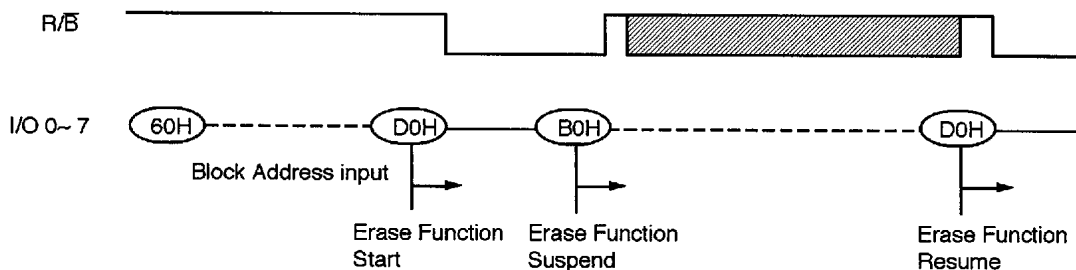 R/B̅
I/O 0~ 7
60H
D0H
B0H
D0H
Block Address input
Erase Function
Start
Erase Function
Suspend
Erase Function
Resume